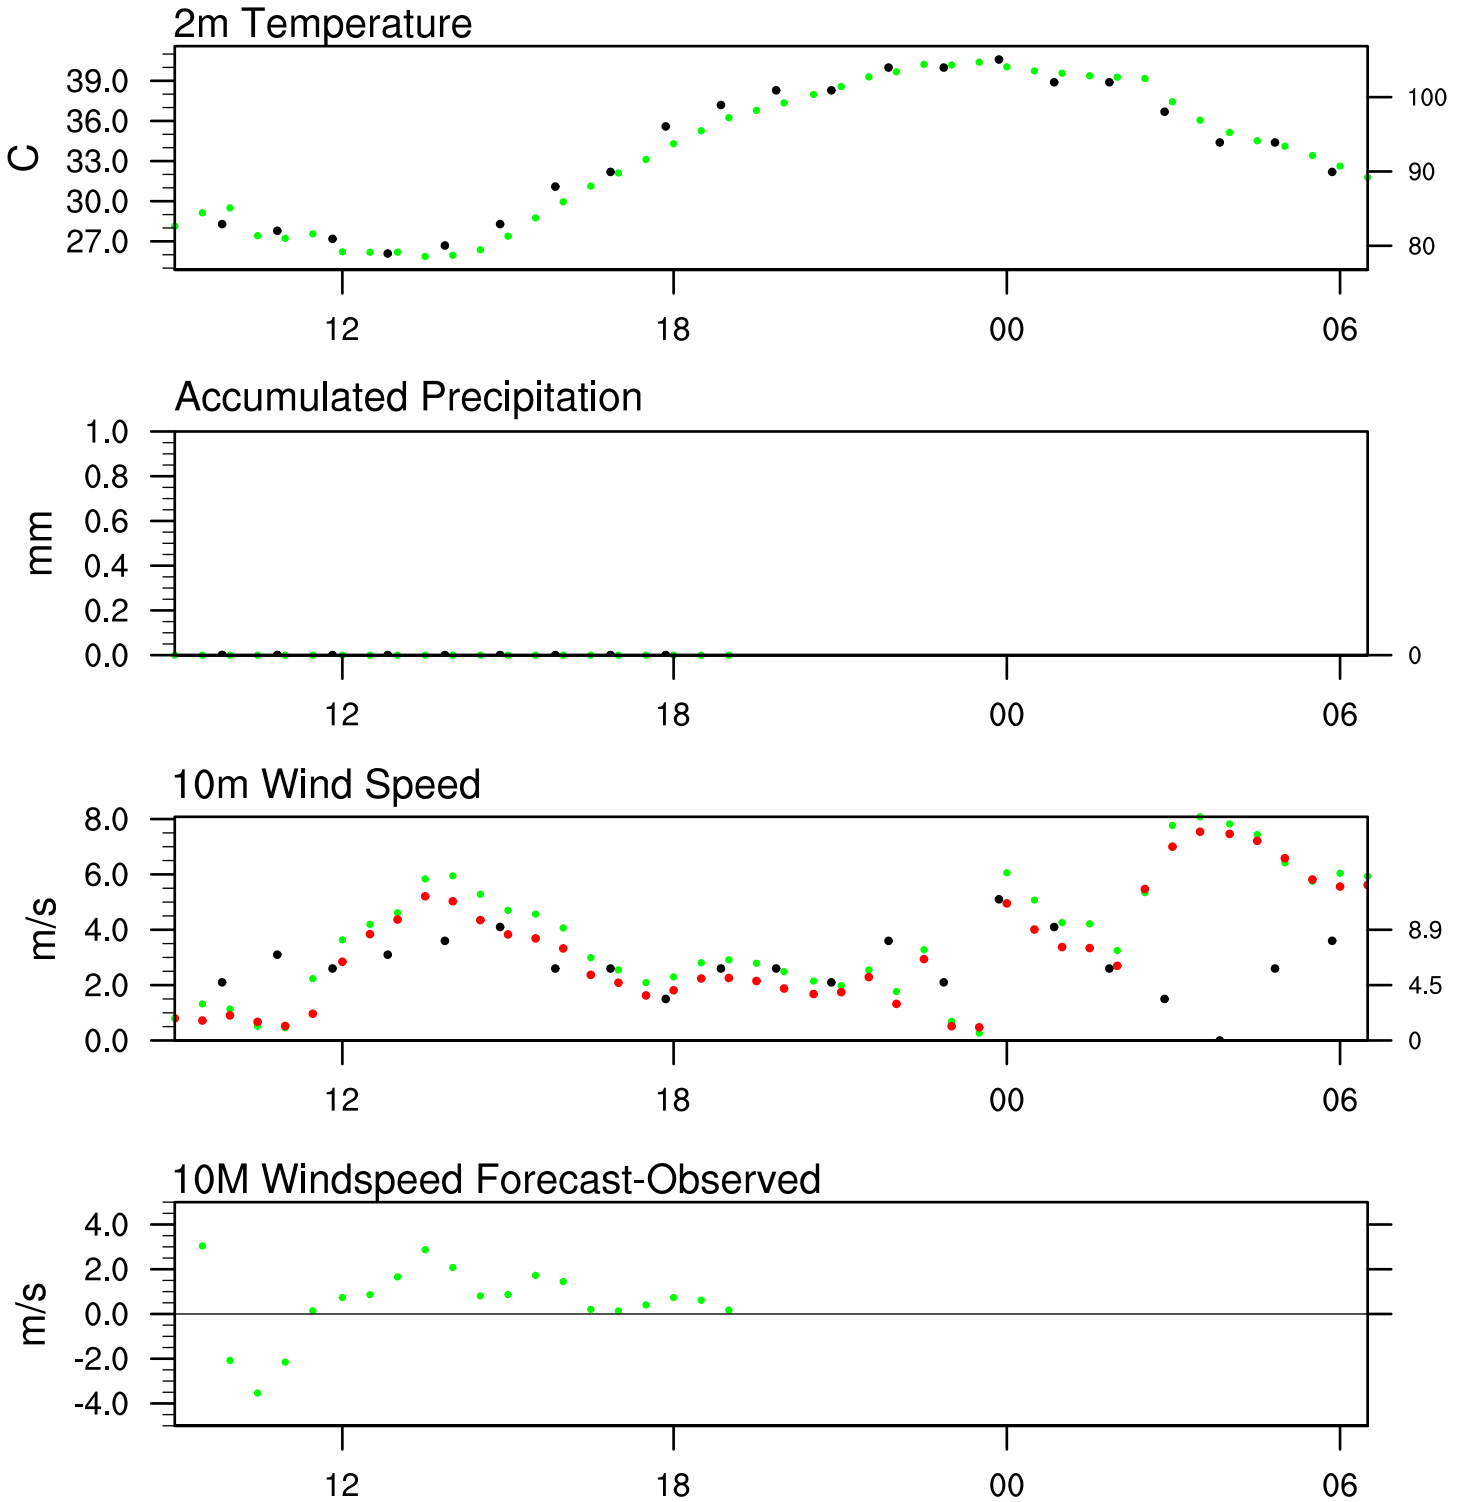 2m Temperature
C
39.0
36.0
33.0
30.0
27.0
100
90
80
12 18 00 06
Accumulated Precipitation
mm
1.0
0.8
0.6
0.4
0.2
0.0
0
12 18 00 06
10m Wind Speed
m/s
8.0
6.0
4.0
2.0
0.0
8.9
4.5
0
12 18 00 06
10M Windspeed Forecast-Observed
m/s
4.0
2.0
0.0
-2.0
-4.0
12 18 00 06